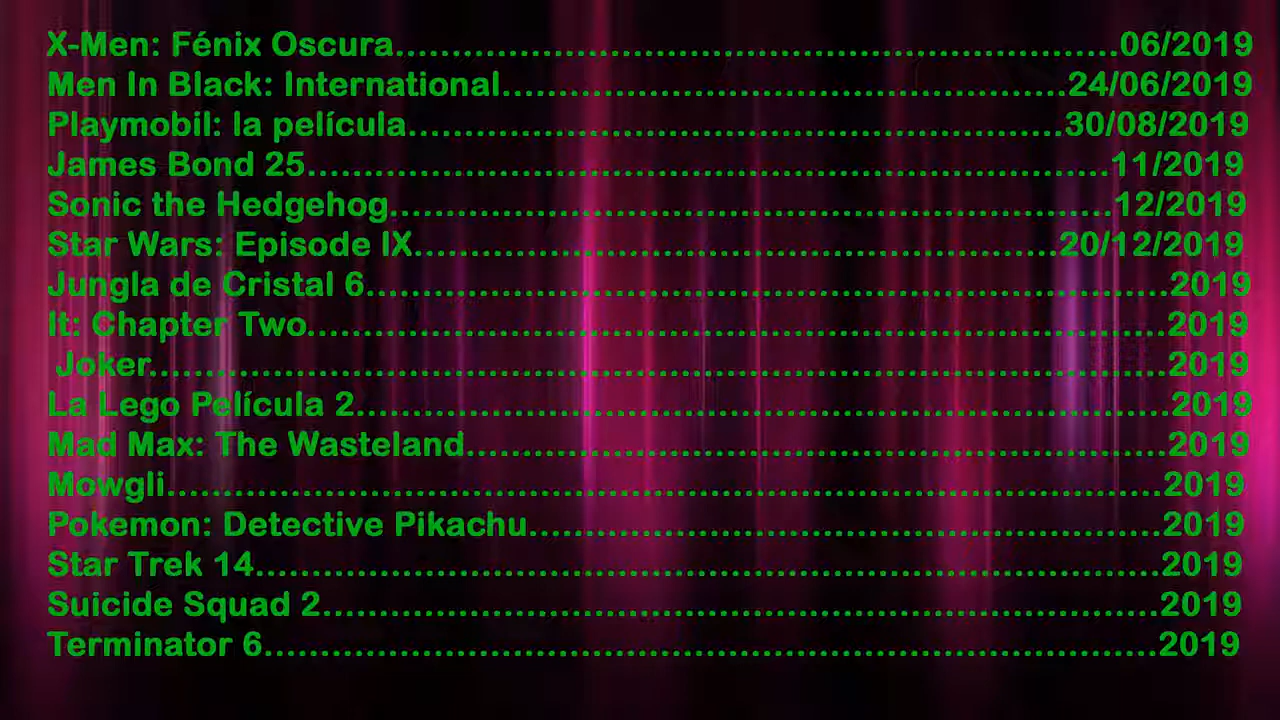 X-Men: Fénix Oscura..........................................................................06/2019
Men In Black: International..........................................................24/06/2019
Playmobil: la película...................................................................30/08/2019
James Bond 25..................................................................................11/2019
Sonic the Hedgehog..........................................................................12/2019
Star Wars: Episode IX..................................................................20/12/2019
Jungla de Cristal 6..................................................................................2019
It: Chapter Two........................................................................................2019
Joker........................................................................................................2019
La Lego Película 2...................................................................................2019
Mad Max: The Wasteland........................................................................2019
Mowgli......................................................................................................2019
Pokemon: Detective Pikachu.................................................................2019
Star Trek 14.............................................................................................2019
Suicide Squad 2......................................................................................2019
Terminator 6............................................................................................2019